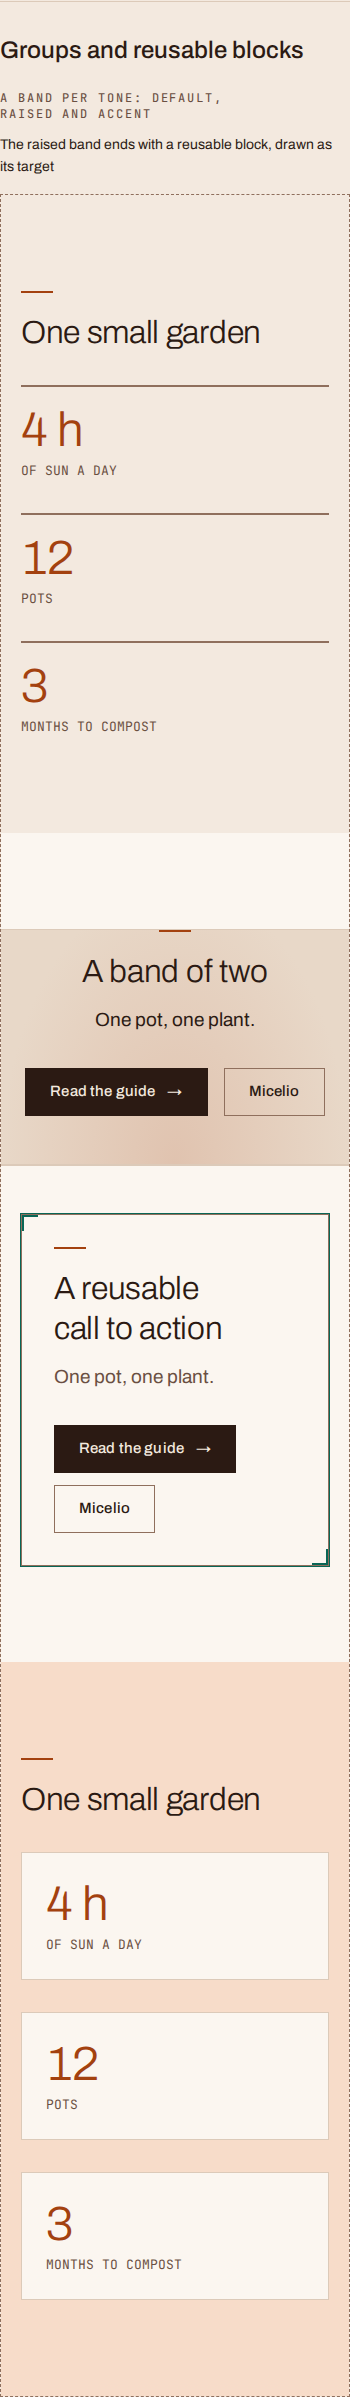 Groups and reusable blocks
A BAND PER TONE: DEFAULT,
RAISED AND ACCENT
The raised band ends with a reusable block, drawn as
its target
One small garden
4 h
OF SUN A DAY
12
POTS
3
MONTHS TO COMPOST
A band of two
One pot, one plant.
Read the guide →
Micelio
A reusable
call to action
One pot, one plant.
Read the guide →
Micelio
One small garden
4 h
OF SUN A DAY
12
POTS
3
MONTHS TO COMPOST